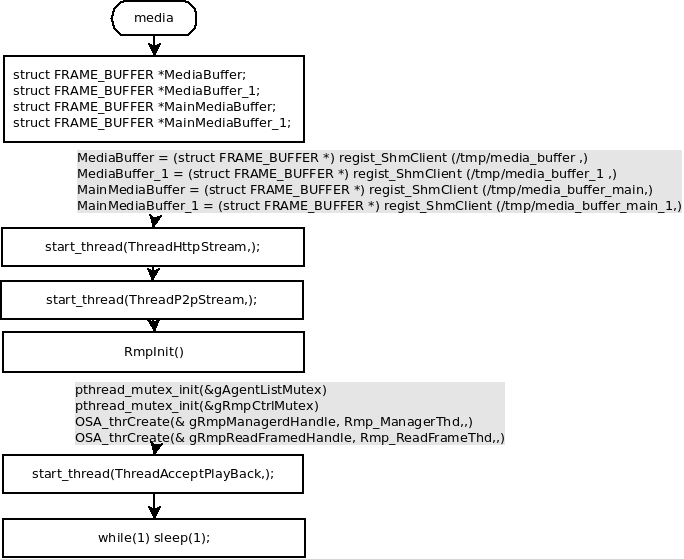 media
struct FRAME_BUFFER *MediaBuffer;
struct FRAME_BUFFER *MediaBuffer_1;
struct FRAME_BUFFER *MainMediaBuffer;
struct FRAME_BUFFER *MainMediaBuffer_1;
MediaBuffer = (struct FRAME_BUFFER *) regist_ShmClient (/tmp/media_buffer ,)
MediaBuffer_1 = (struct FRAME_BUFFER *) regist_ShmClient (/tmp/media_buffer_1 ,)
MainMediaBuffer = (struct FRAME_BUFFER *) regist_ShmClient (/tmp/media_buffer_main,)
MainMediaBuffer_1 = (struct FRAME_BUFFER *) regist_ShmClient (/tmp/media_buffer_main_1,)
start_thread(ThreadHttpStream,);
start_thread(ThreadP2pStream,);
RmpInit()
pthread_mutex_init(&gAgentListMutex)
pthread_mutex_init(&gRmpCtrlMutex)
OSA_thrCreate(& gRmpManagerdHandle, Rmp_ManagerThd,,)
OSA_thrCreate(& gRmpReadFramedHandle, Rmp_ReadFrameThd,,)
start_thread(ThreadAcceptPlayBack,);
while(1) sleep(1);